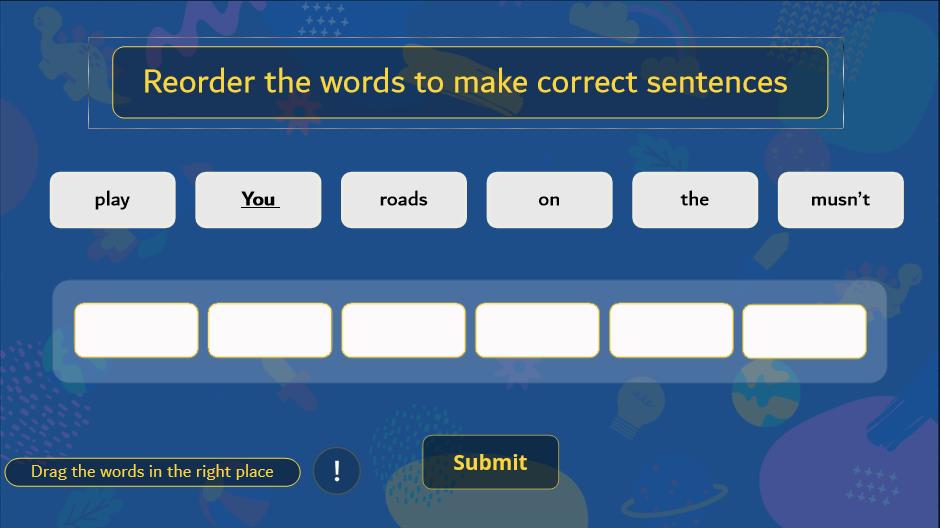 Reorder the words to make correct sentences
play You roads on the musn't
Submit
Drag the words in the right place !